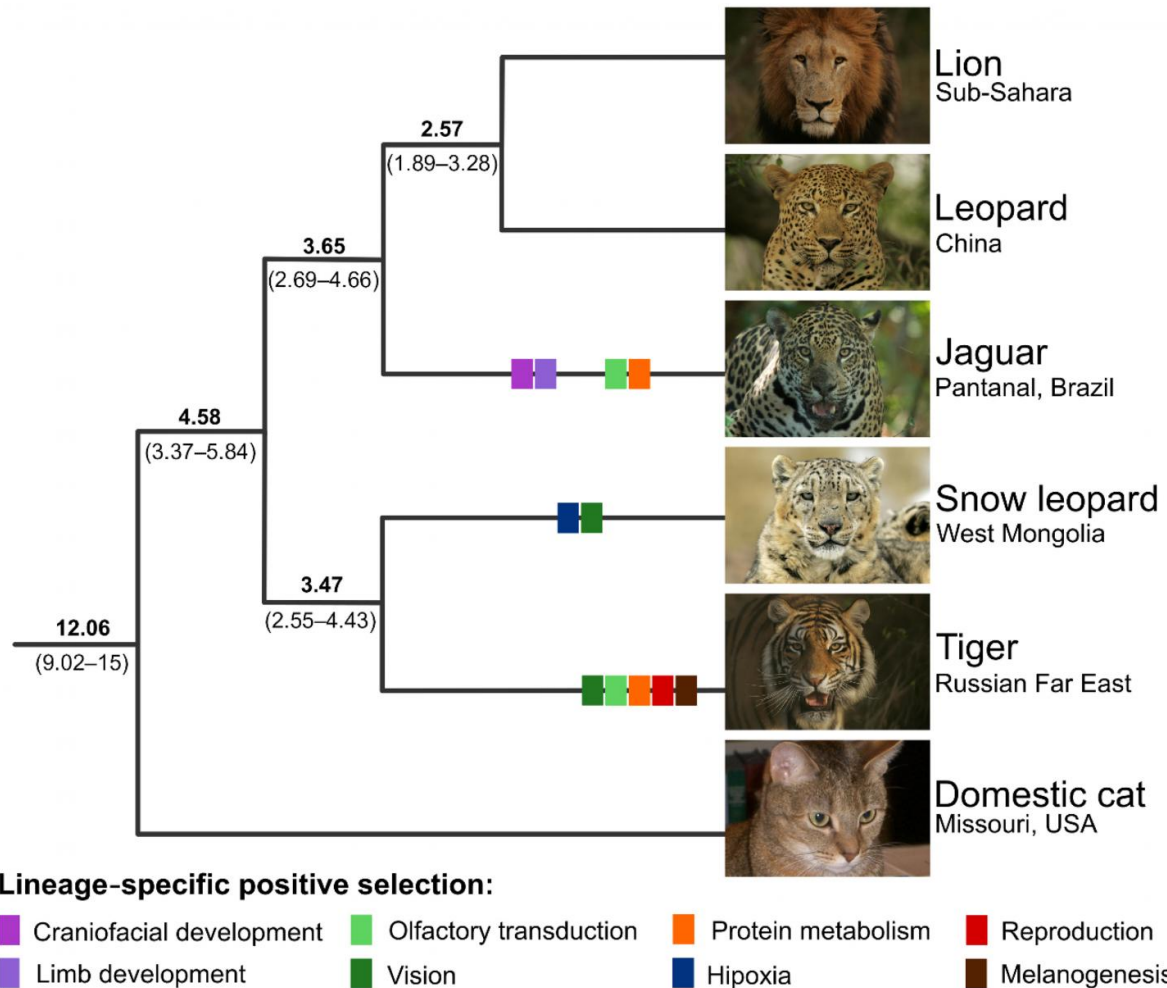 Lion
Sub-Sahara
2.57
(1.89–3.28)
Leopard
China
3.65
(2.69–4.66)
Jaguar
Pantanal, Brazil
4.58
(3.37–5.84)
Snow leopard
West Mongolia
3.47
(2.55–4.43)
12.06
(9.02–15)
Tiger
Russian Far East
Domestic cat
Missouri, USA
Lineage-specific positive selection:
Craniofacial development
Olfactory transduction
Protein metabolism
Reproduction
Limb development
Vision
Hipoxia
Melanogenesis